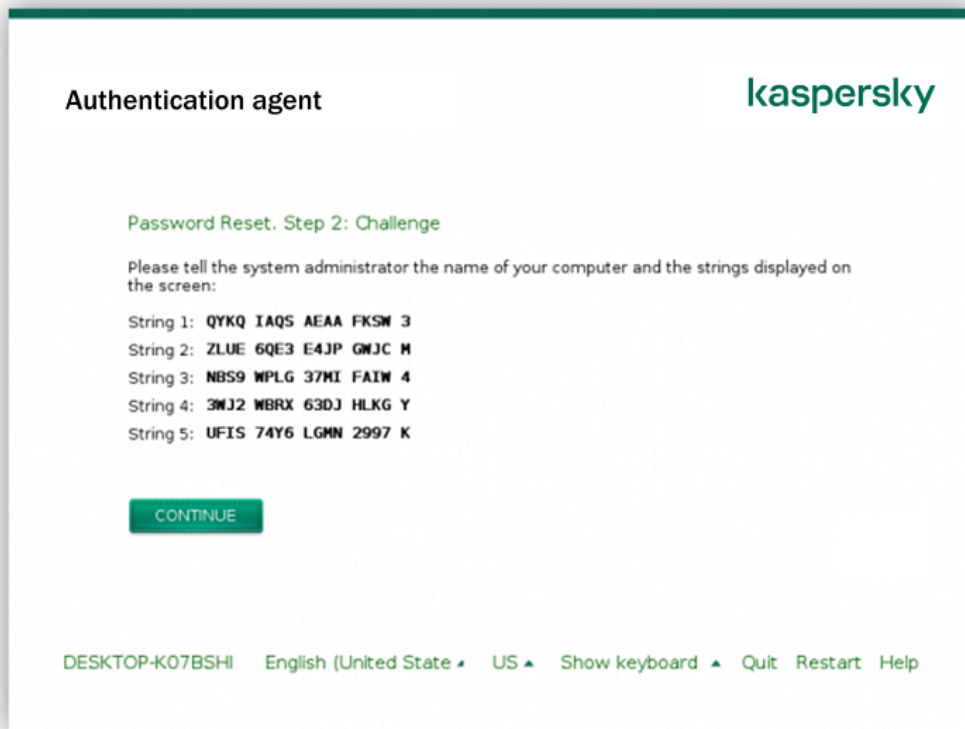 Authentication agent
kaspersky
Password Reset. Step 2: Challenge
Please tell the system administrator the name of your computer and the strings displayed on
the screen:
String 1: QYKQ IAQS AEAA FKSW 3
String 2: ZLUE 6QE3 E4JP GWJC M
String 3: NBS9 WPLG 37MI FAIW 4
String 4: 3WJ2 WBRX 63DJ HLKG Y
String 5: UFIS 74Y6 LGMN 2997 K
CONTINUE
DESKTOP-K07BSHI English (United State US Show keyboard Quit Restart Help